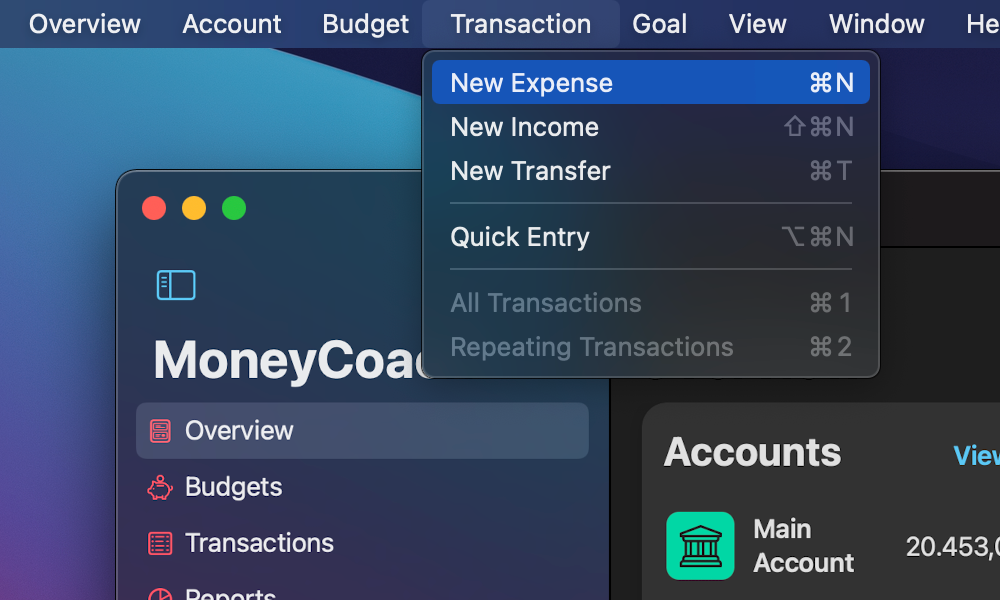 Overview Account Budget Transaction Goal View Window He
New Expense ⌘N
New Income ⇧⌘N
New Transfer ⌘T
Quick Entry ⌥⌘N
All Transactions ⌘1
Repeating Transactions ⌘2
MoneyCoac
Overview
Budgets
Transactions
Reports
Accounts View
Main Account 20.453,0